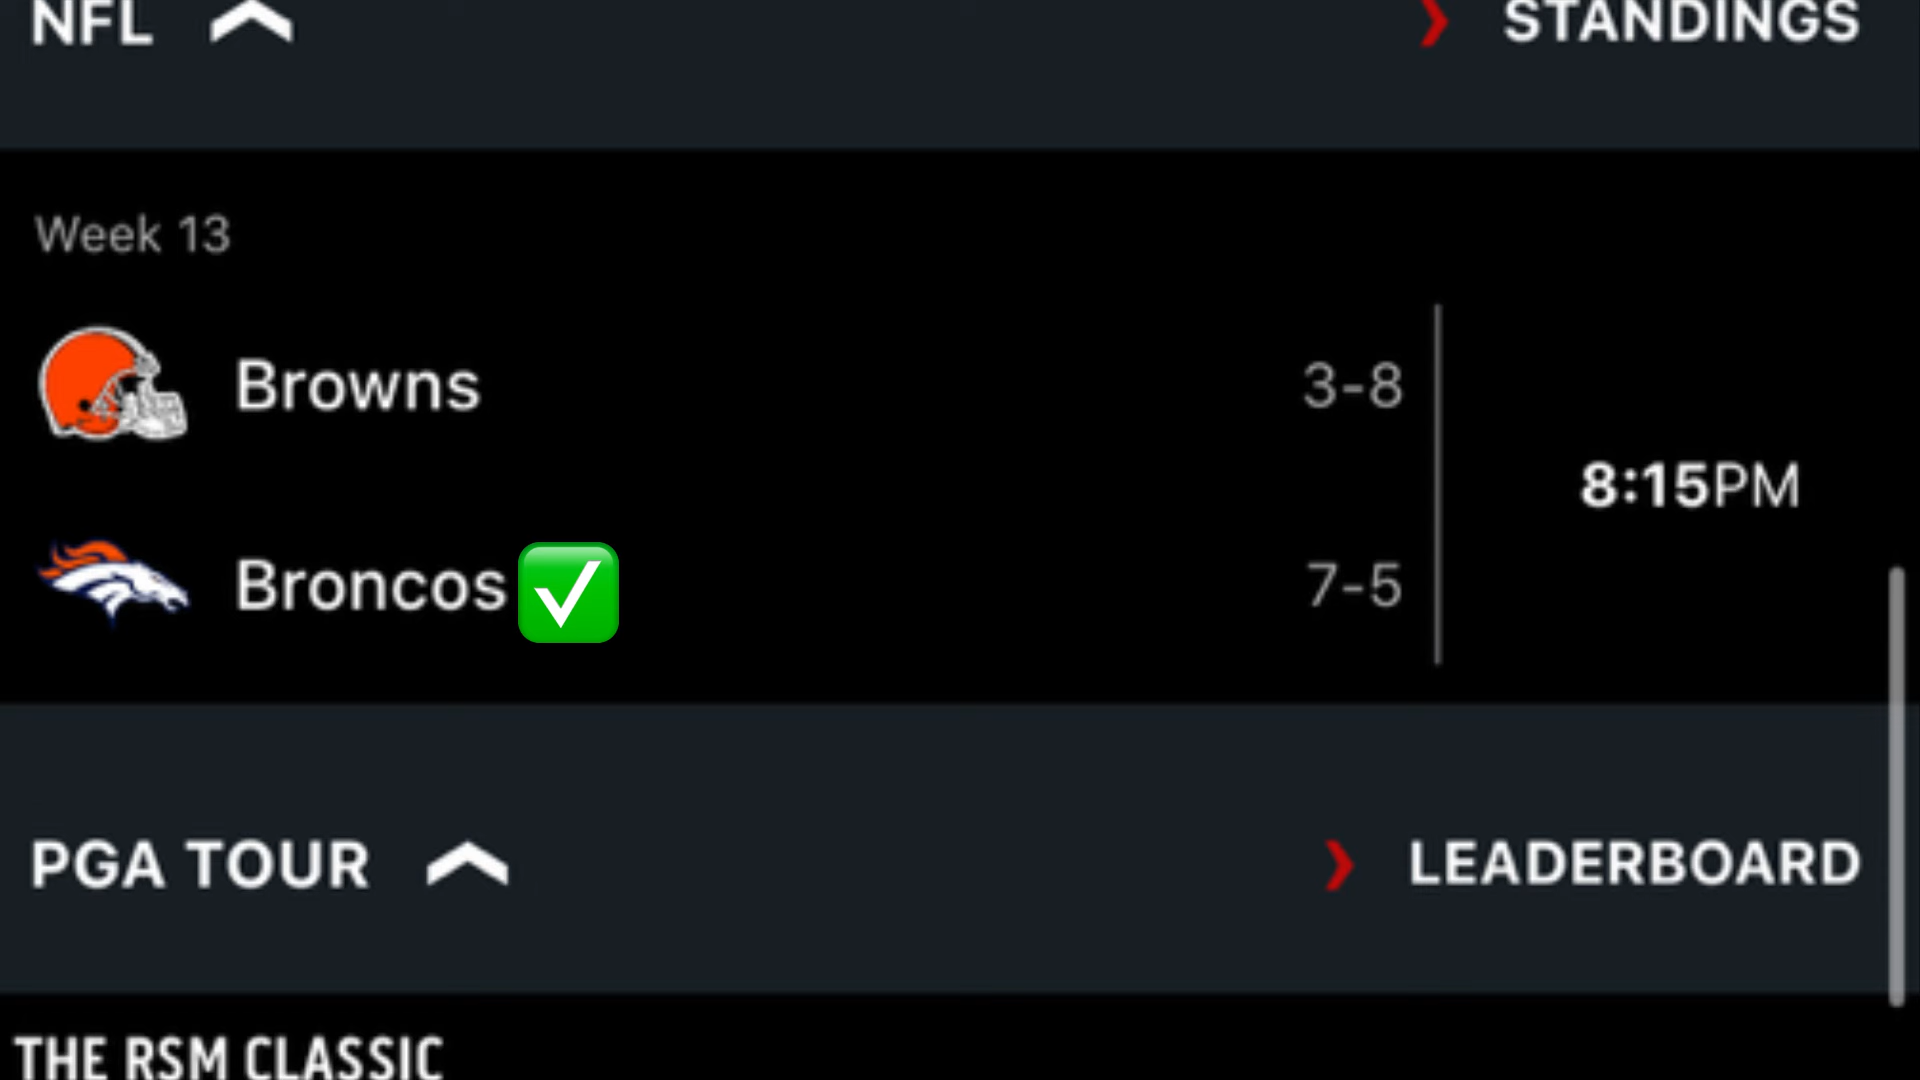 NFL STANDINGS
Week 13
Browns 3-8
8:15PM
Broncos 7-5
PGA TOUR LEADERBOARD
THE RSM CLASSIC